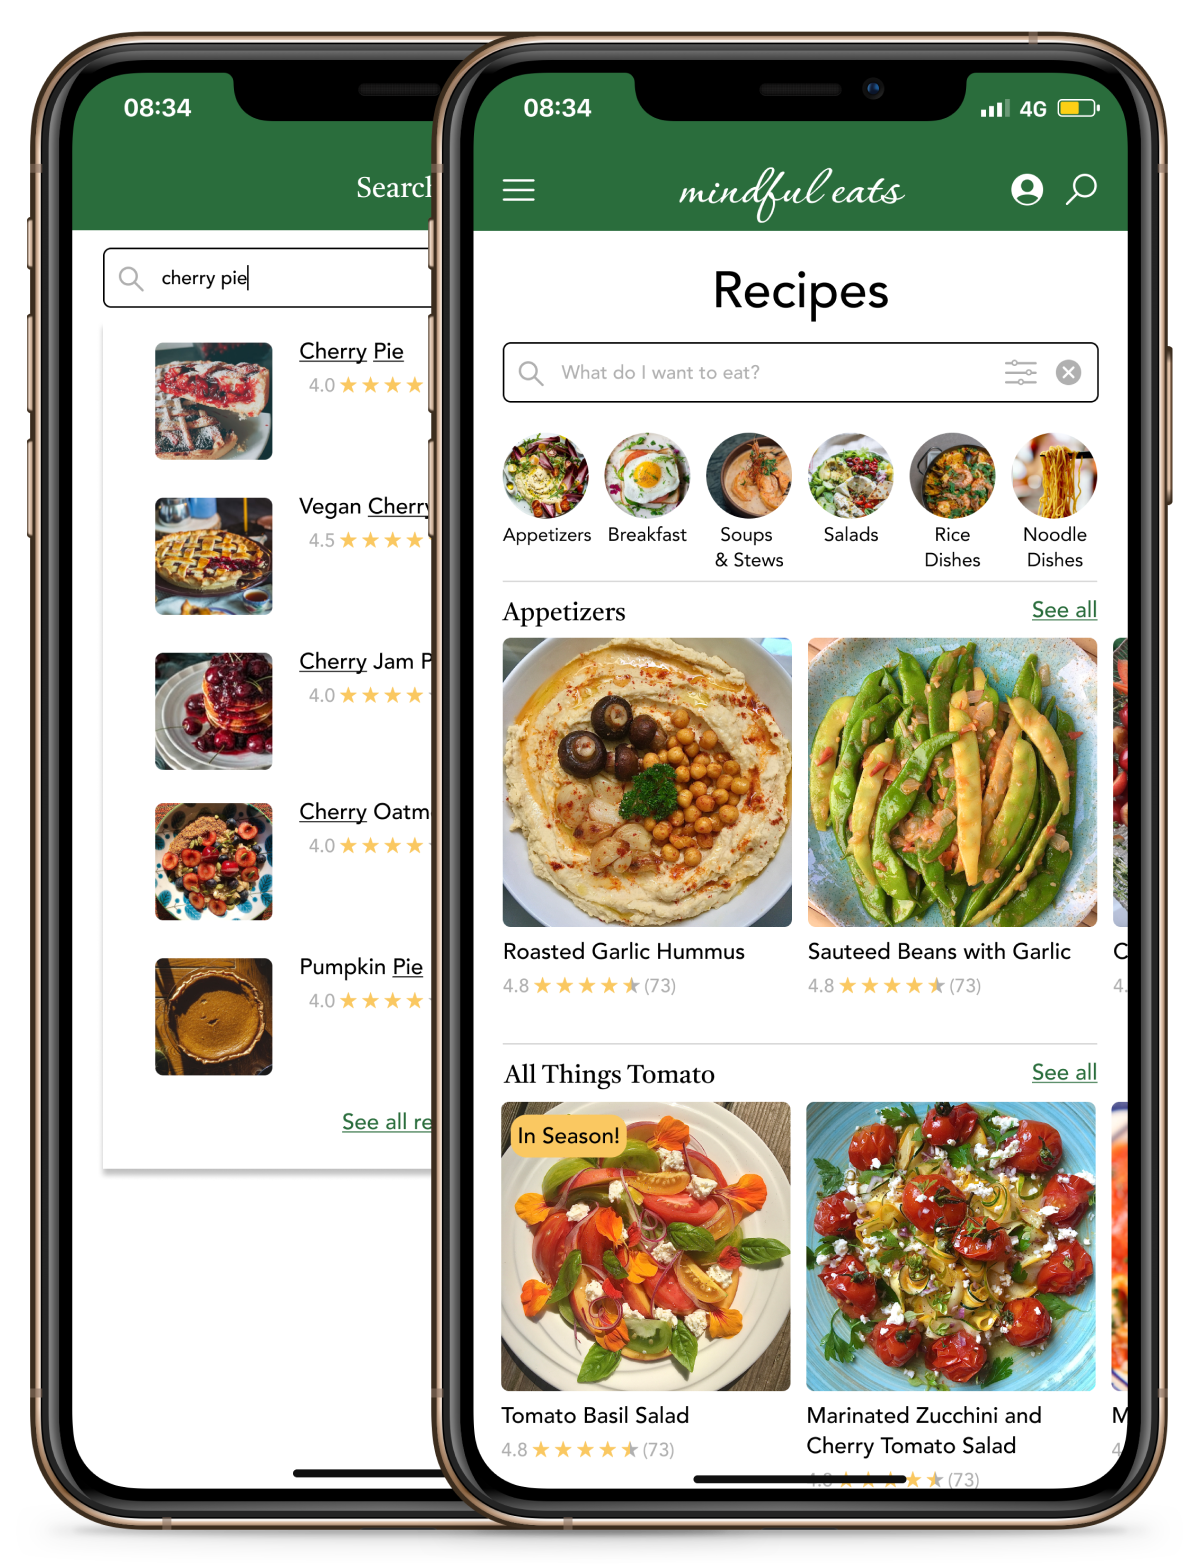 08:34
Search
cherry pie
Cherry Pie
4.0
Vegan Cherry
4.5
Cherry Jam P
4.0
Cherry Oatm
4.0
Pumpkin Pie
4.0
See all re
08:34
4G
mindful eats
Recipes
What do I want to eat?
Appetizers
Breakfast
Soups
& Stews
Salads
Rice
Dishes
Noodle
Dishes
Appetizers
See all
Roasted Garlic Hummus
4.8 (73)
Sauteed Beans with Garlic
4.8 (73)
C
4.
All Things Tomato
See all
In Season!
Tomato Basil Salad
4.8 (73)
Marinated Zucchini and
Cherry Tomato Salad
4.8 (73)
M
4